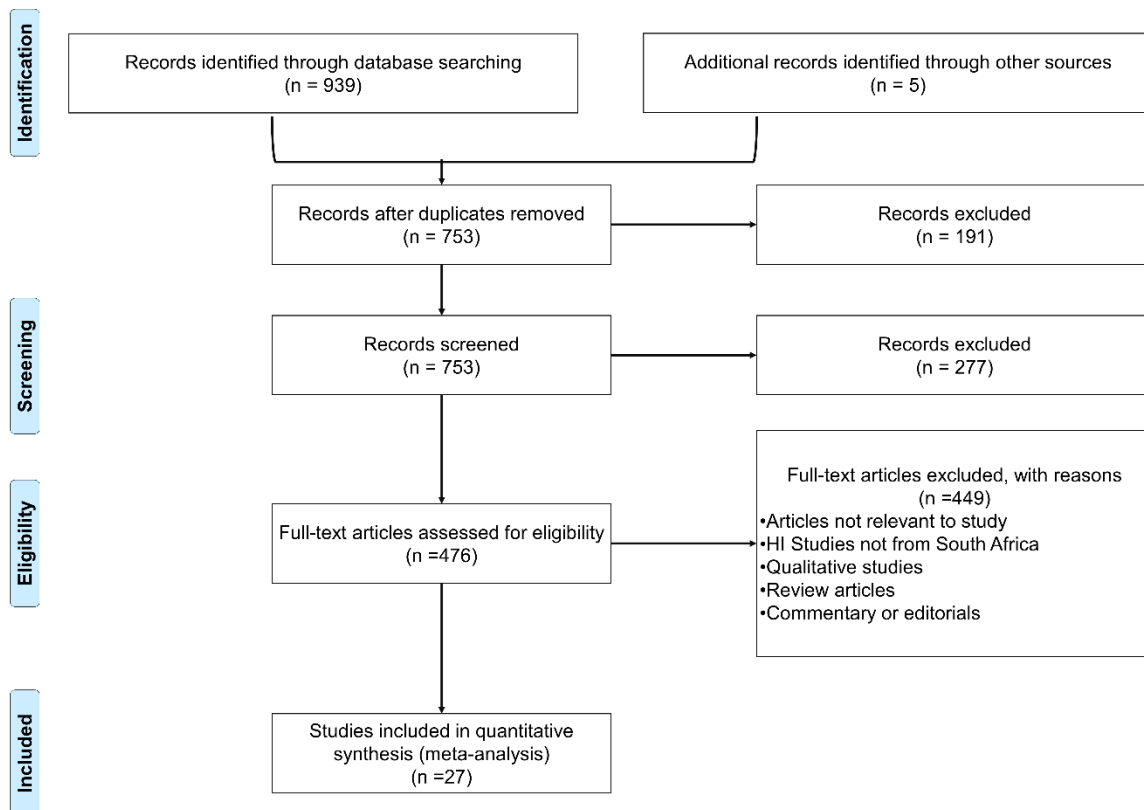 Identification
Records identified through database searching
(n = 939)
Additional records identified through other sources
(n = 5)
Records after duplicates removed
(n = 753)
Records excluded
(n = 191)
Screening
Records screened
(n = 753)
Records excluded
(n = 277)
Eligibility
Full-text articles assessed for eligibility
(n =476)
Full-text articles excluded, with reasons
(n =449)
•Articles not relevant to study
•HI Studies not from South Africa
•Qualitative studies
•Review articles
•Commentary or editorials
Included
Studies included in quantitative
synthesis (meta-analysis)
(n =27)